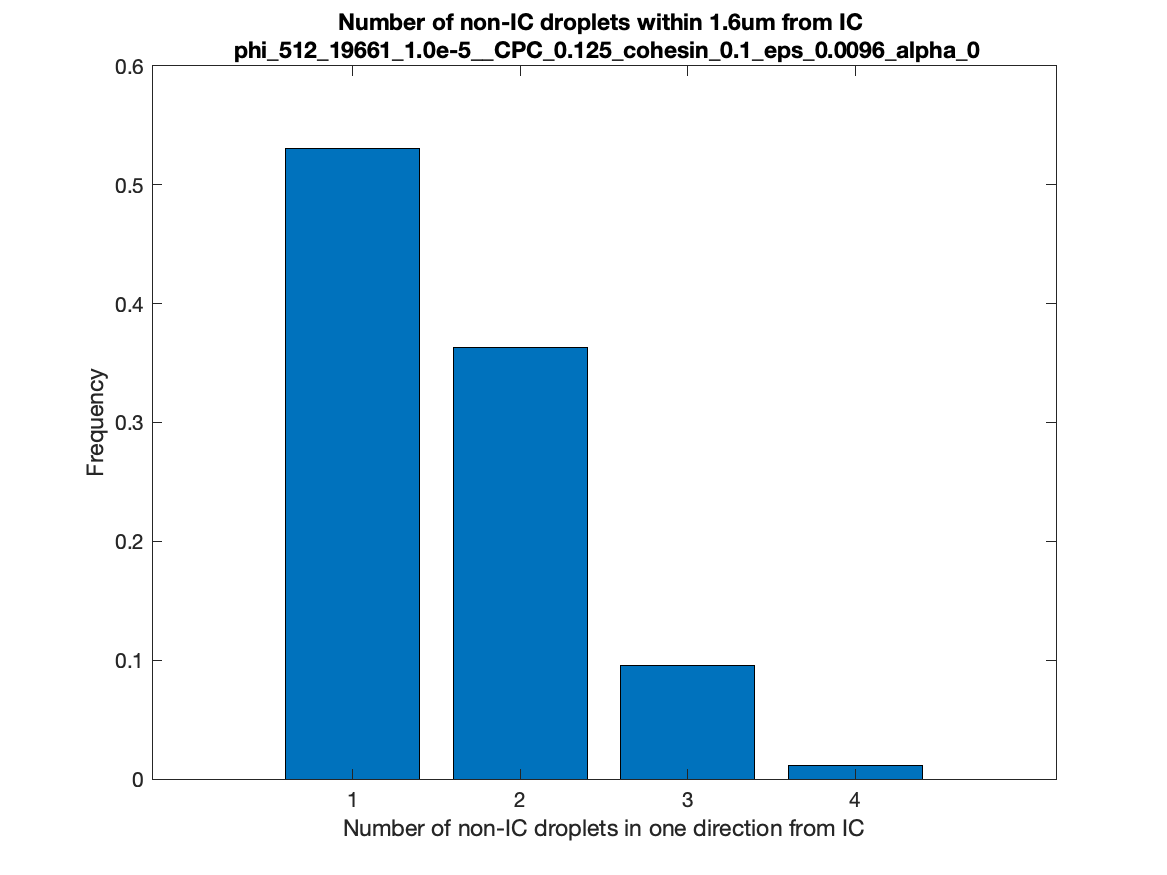 Number of non-IC droplets within 1.6um from IC
phi_512_19661_1.0e-5__CPC_0.125_cohesin_0.1_eps_0.0096_alpha_0
0.6
0.5
0.4
0.3
0.2
0.1
0
Frequency
1 2 3 4
Number of non-IC droplets in one direction from IC